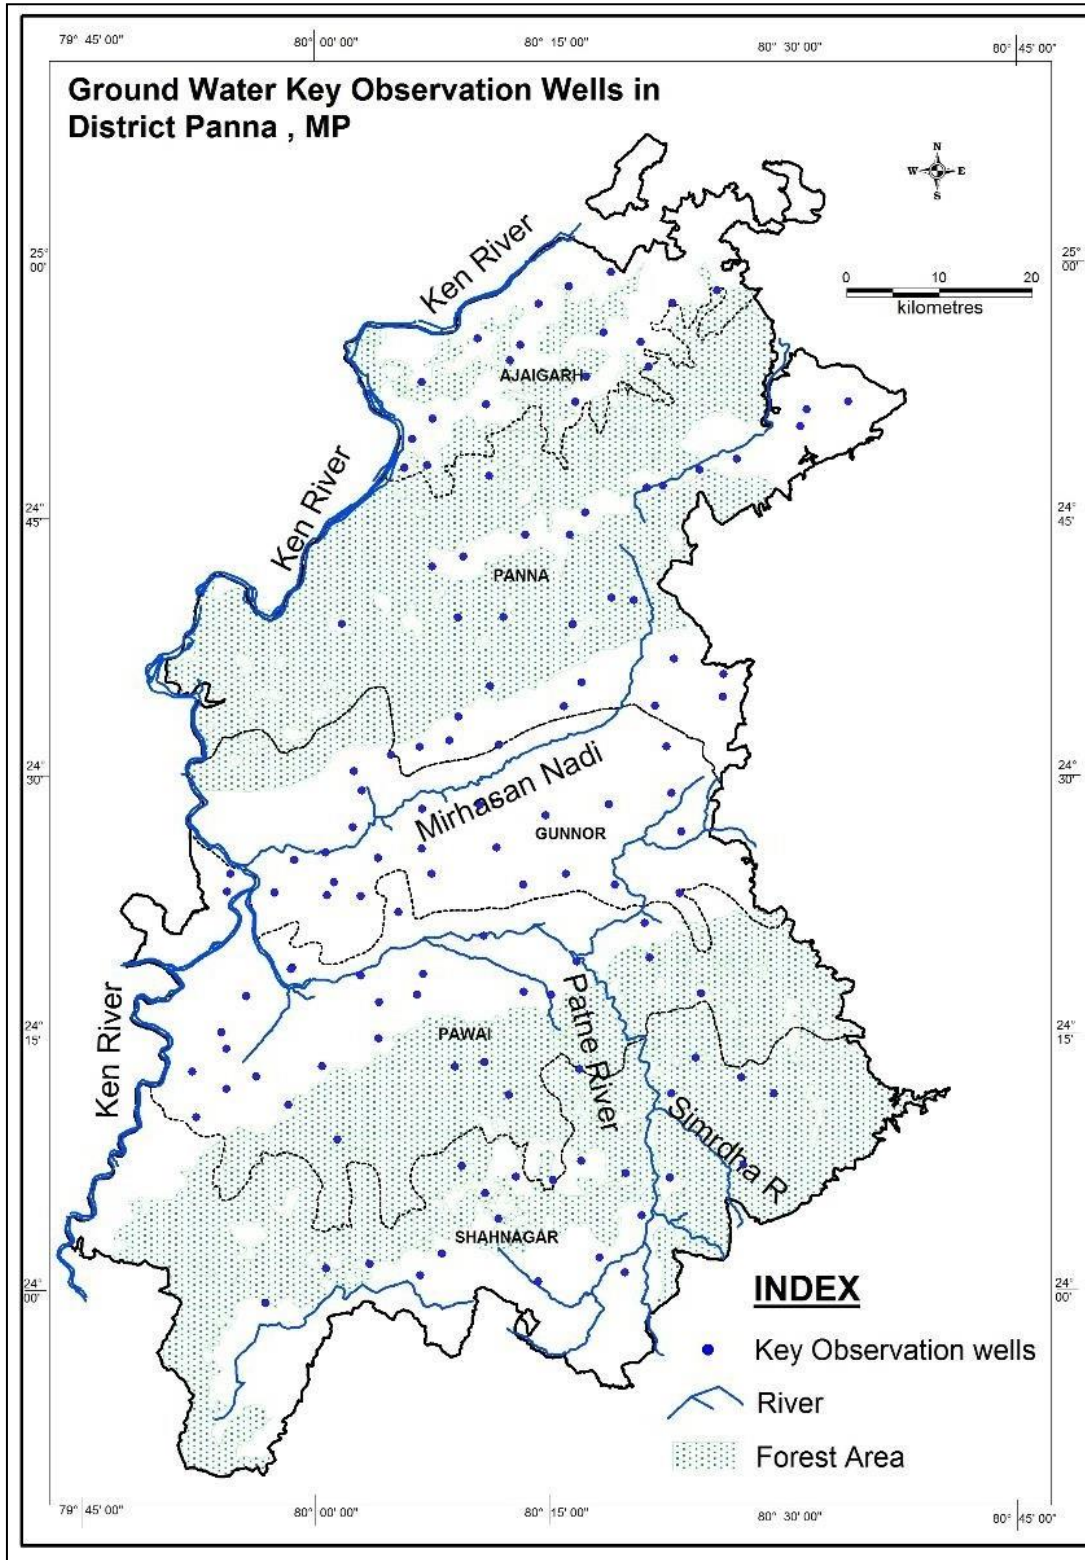 79° 45' 00"
80° 00' 00"
80° 15' 00"
80° 30' 00"
80° 45' 00"
Ground Water Key Observation Wells in
District Panna , MP
N
W E
S
25°
00'
25°
00'
0 10 20
kilometres
Ken River
AJAIGARH
Ken River
24°
45'
24°
45'
PANNA
24°
30'
24°
30'
Mirhasan Nadi
GUNNOR
Ken River
Patne River
24°
15'
24°
15'
PAWAI
Simrdha R
SHAHNAGAR
24°
00'
24°
00'
INDEX
Key Observation wells
River
Forest Area
79° 45' 00"
80° 00' 00"
80° 15' 00"
80° 30' 00"
80° 45' 00"